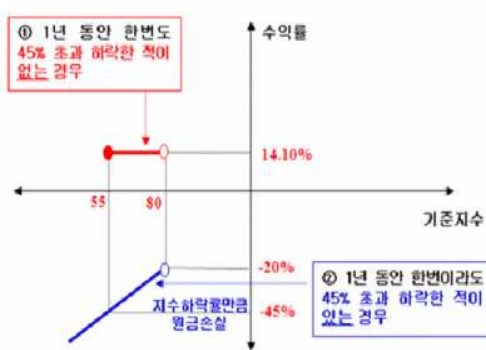 ① 1년 동안 한번도
45% 초과 하락한 적이
없는 경우
수익률
14.10%
55
80
기준지수
-20%
지수하락률만큼
원금손실
-45%
② 1년 동안 한번이라도
45% 초과 하락한 적이
있는 경우